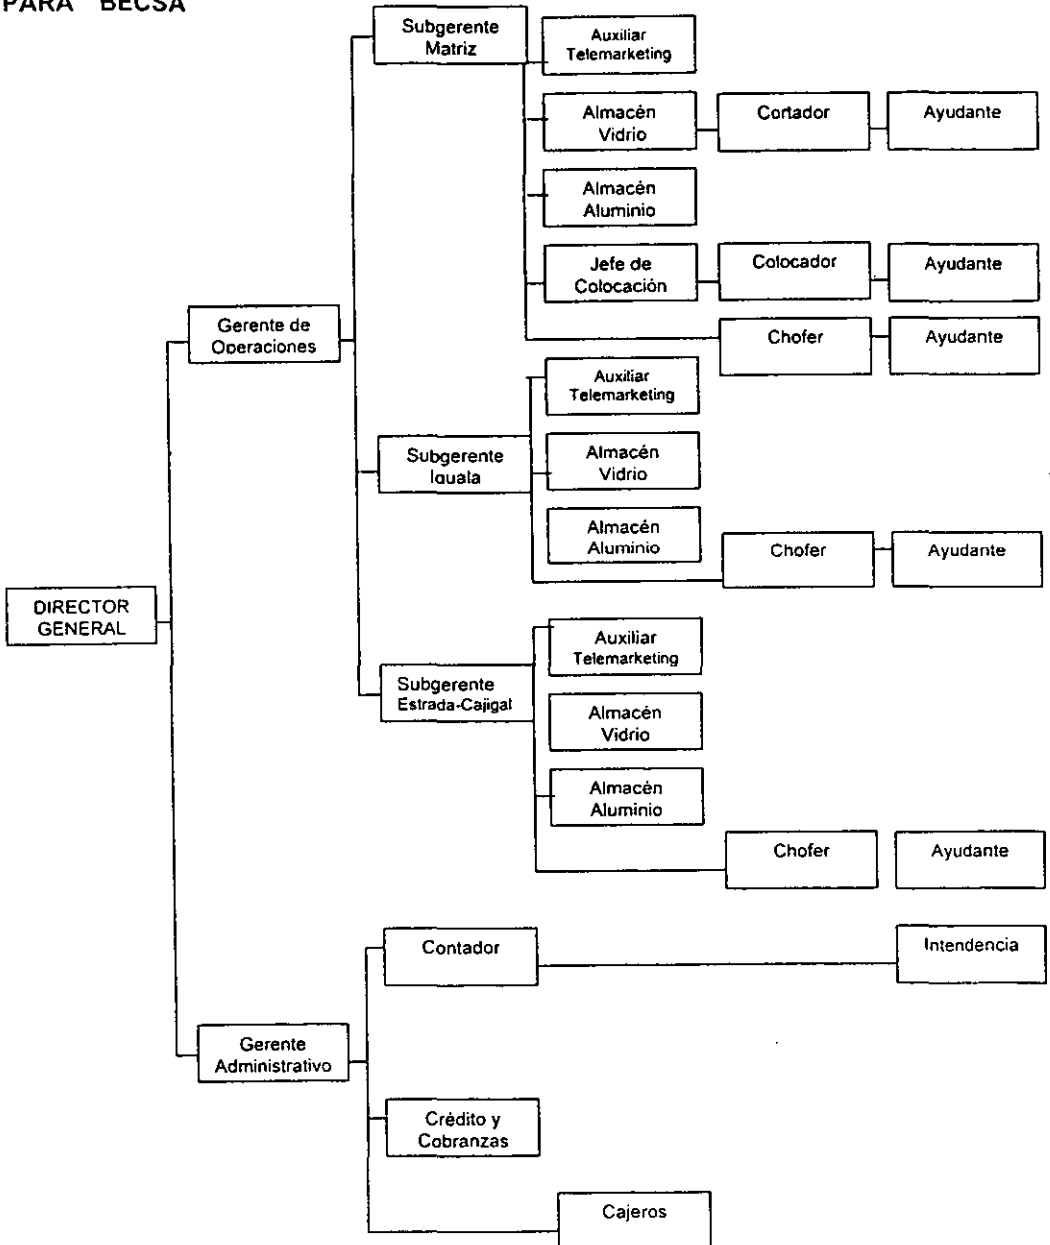 PARA BECSA
Subgerente
Matriz
Auxiliar
Telemarketing
Almacén
Vidrio
Cortador
Ayudante
Almacén
Aluminio
Jefe de
Colocación
Colocador
Ayudante
Chofer
Ayudante
Gerente de
Operaciones
Auxiliar
Telemarketing
Subgerente
Iguala
Almacén
Vidrio
Almacén
Aluminio
Chofer
Ayudante
DIRECTOR
GENERAL
Auxiliar
Telemarketing
Subgerente
Estrada-Cajigal
Almacén
Vidrio
Almacén
Aluminio
Chofer
Ayudante
Contador
Intendencia
Gerente
Administrativo
Crédito y
Cobranzas
Cajeros